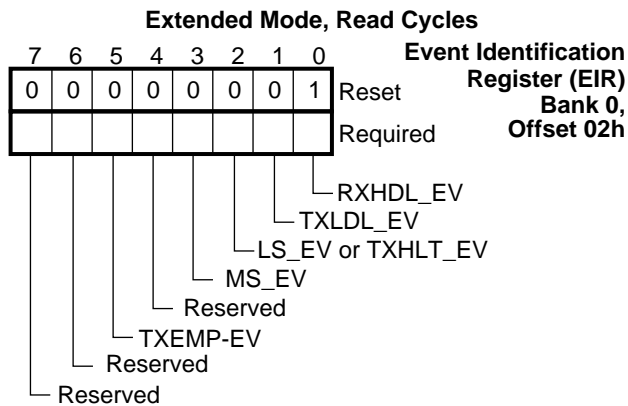 Extended Mode, Read Cycles
7 6 5 4 3 2 1 0
Event Identification
Register (EIR)
Bank 0,
Offset 02h
0 0 0 0 0 0 0 1 Reset
Required
RXHDL_EV
TXLDL_EV
LS_EV or TXHLT_EV
MS_EV
Reserved
TXEMP-EV
Reserved
Reserved